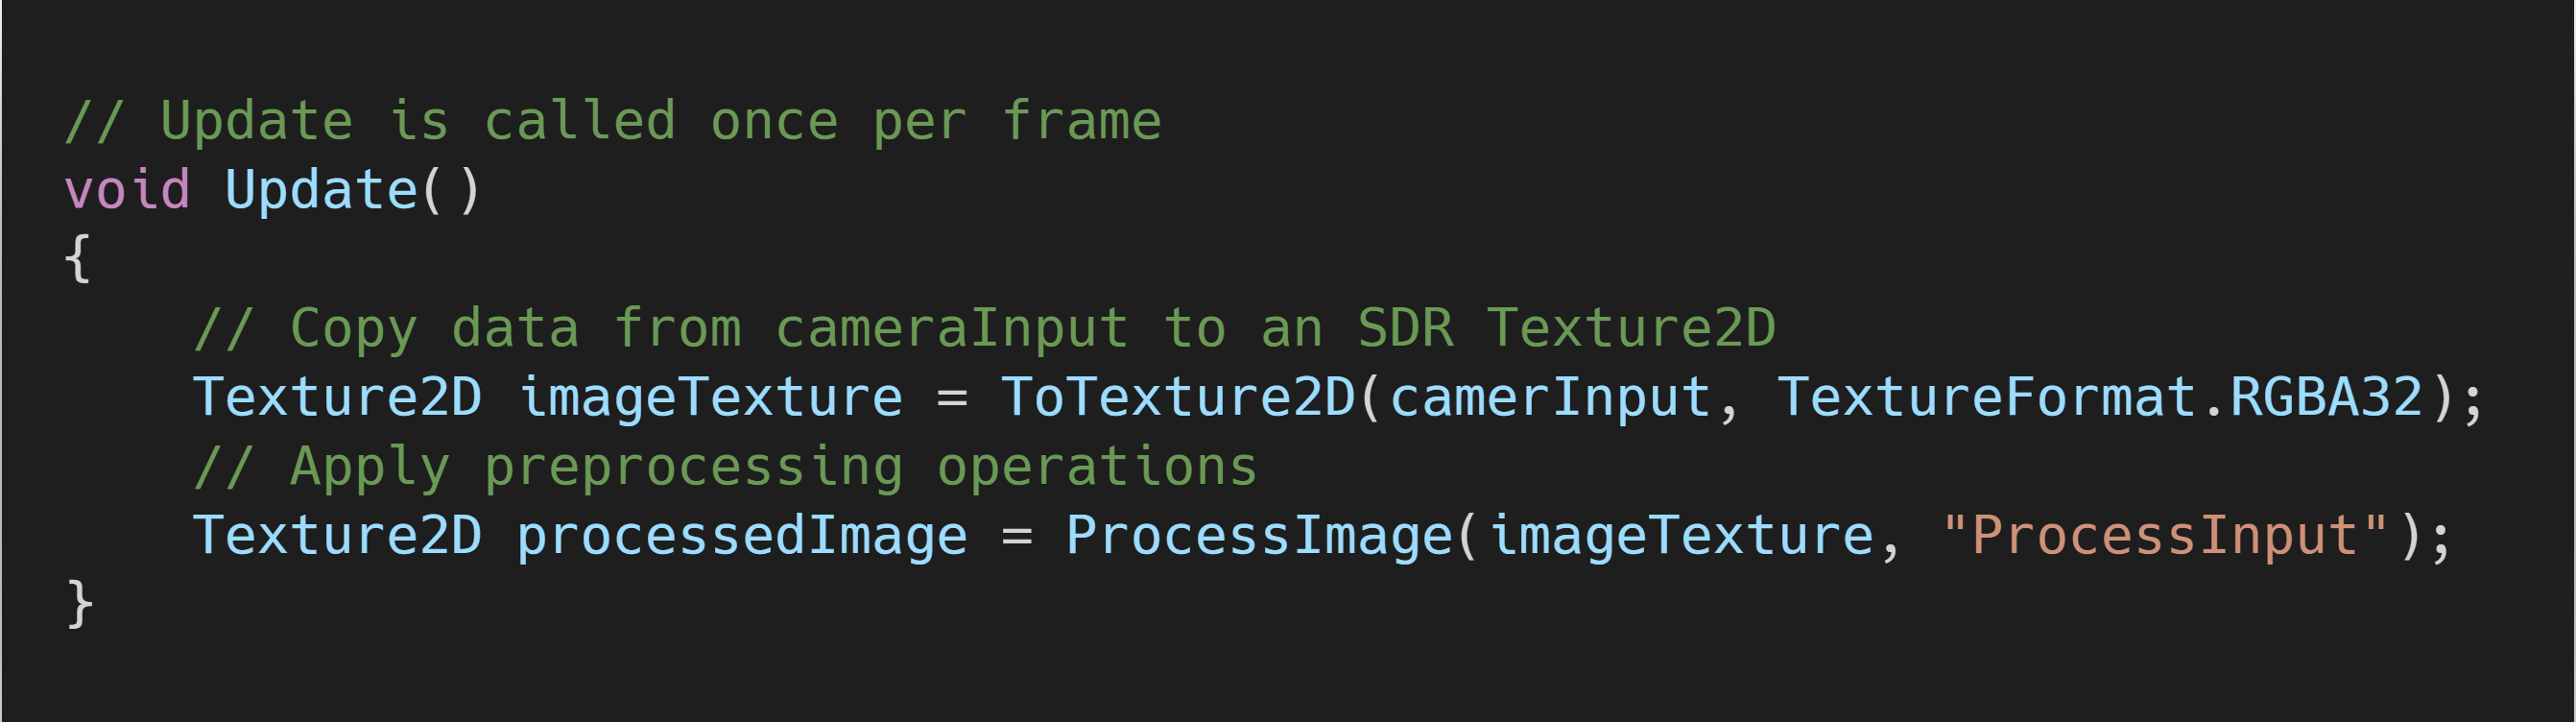 // Update is called once per frame
void Update()
{
    // Copy data from cameraInput to an SDR Texture2D
    Texture2D imageTexture = ToTexture2D(camerInput, TextureFormat.RGBA32);
    // Apply preprocessing operations
    Texture2D processedImage = ProcessImage(imageTexture, "ProcessInput");
}